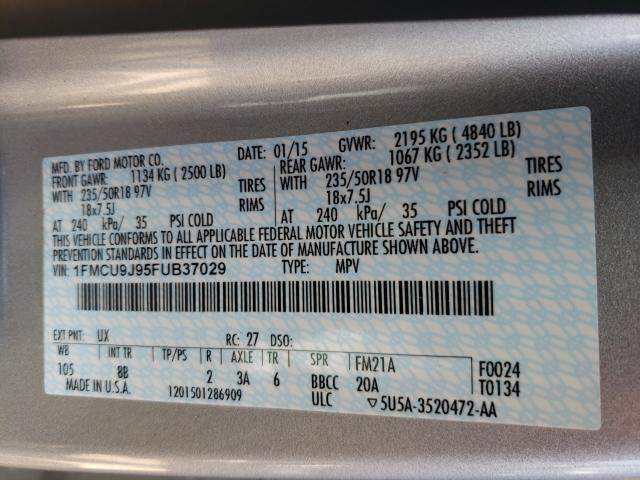 MFD. BY FORD MOTOR CO. DATE: 01/15 GVWR: 2195 KG ( 4840 LB)
FRONT GAWR: 1134 KG ( 2500 LB) REAR GAWR: 1067 KG ( 2352 LB)
WITH 235/50R18 97V TIRES WITH 235/50R18 97V TIRES
18x7.5J RIMS 18x7.5J RIMS
AT 240 kPa/ 35 PSI COLD AT 240 kPa/ 35 PSI COLD
THIS VEHICLE CONFORMS TO ALL APPLICABLE FEDERAL MOTOR VEHICLE SAFETY AND THEFT
PREVENTION STANDARDS IN EFFECT ON THE DATE OF MANUFACTURE SHOWN ABOVE.
VIN: 1FMCU9J95FUB37029 TYPE: MPV
EXT PNT: UX RC: 27 DSO:
WB INT TR TP/PS R AXLE TR SPR FM21A F0024
105 8B 2 3A 6 BBCC 20A T0134
MADE IN U.S.A. 1201501286909 ULC ▽5U5A-3520472-AA